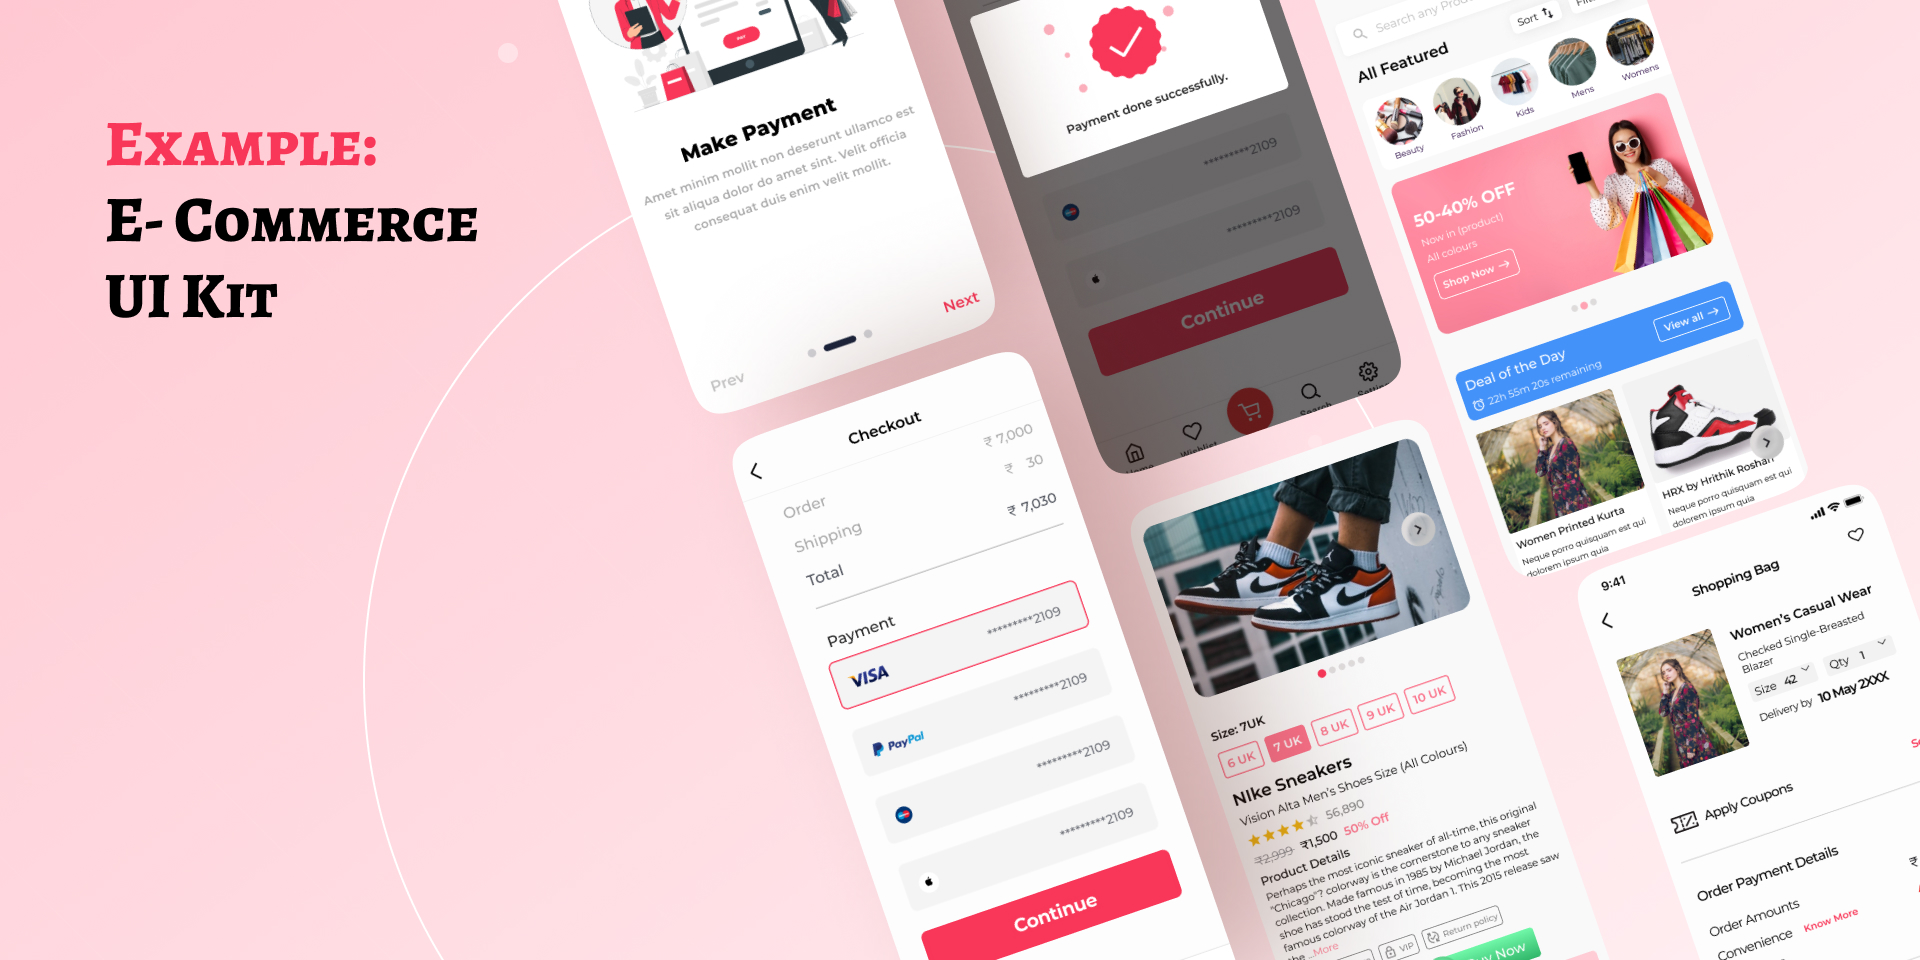 EXAMPLE:
E- COMMERCE
UI KIT
PAY
Make Payment
Amet minim mollit non deserunt ullamco est
sit aliqua dolor do amet sint. Velit officia
consequat duis enim velit mollit.
Prev
Next
Payment done successfully.
*********2109
*********2109
Continue
Home
Wishlist
Search
Search any
Sort
All Featured
Beauty
Fashion
Kids
Mens
Womens
50-40% OFF
Now in (product)
All colours
Shop Now
Deal of the Day
22h 55m 20s remaining
View all
Women Printed Kurta
Neque porro quisquam est qui
dolorem ipsum quia
HRX by Hrithik Roshan
Neque porro quisquam est qui
dolorem ipsum quia
Checkout
Order ₹ 7,000
Shipping ₹ 30
Total ₹ 7,030
Payment
VISA *********2109
PayPal *********2109
*********2109
*********2109
Continue
Size: 7UK
6 UK 7 UK 8 UK 9 UK 10 UK
NIke Sneakers
Vision Alta Men's Shoes Size (All Colours)
56,890
₹2,999 ₹1,500 50% Off
Product Details
Perhaps the most iconic sneaker of all-time, this original
"Chicago"? colorway is the cornerstone to any sneaker
collection. Made famous in 1985 by Michael Jordan, the
shoe has stood the test of time, becoming the most
famous colorway of the Air Jordan 1. This 2015 release saw
the ...More
VIP
Return policy
Buy Now
9:41
Shopping Bag
Women's Casual Wear
Checked Single-Breasted
Blazer
Size 42 Qty 1
Delivery by 10 May 2XXX
Apply Coupons
Order Payment Details
Order Amounts ₹
Convenience Know More